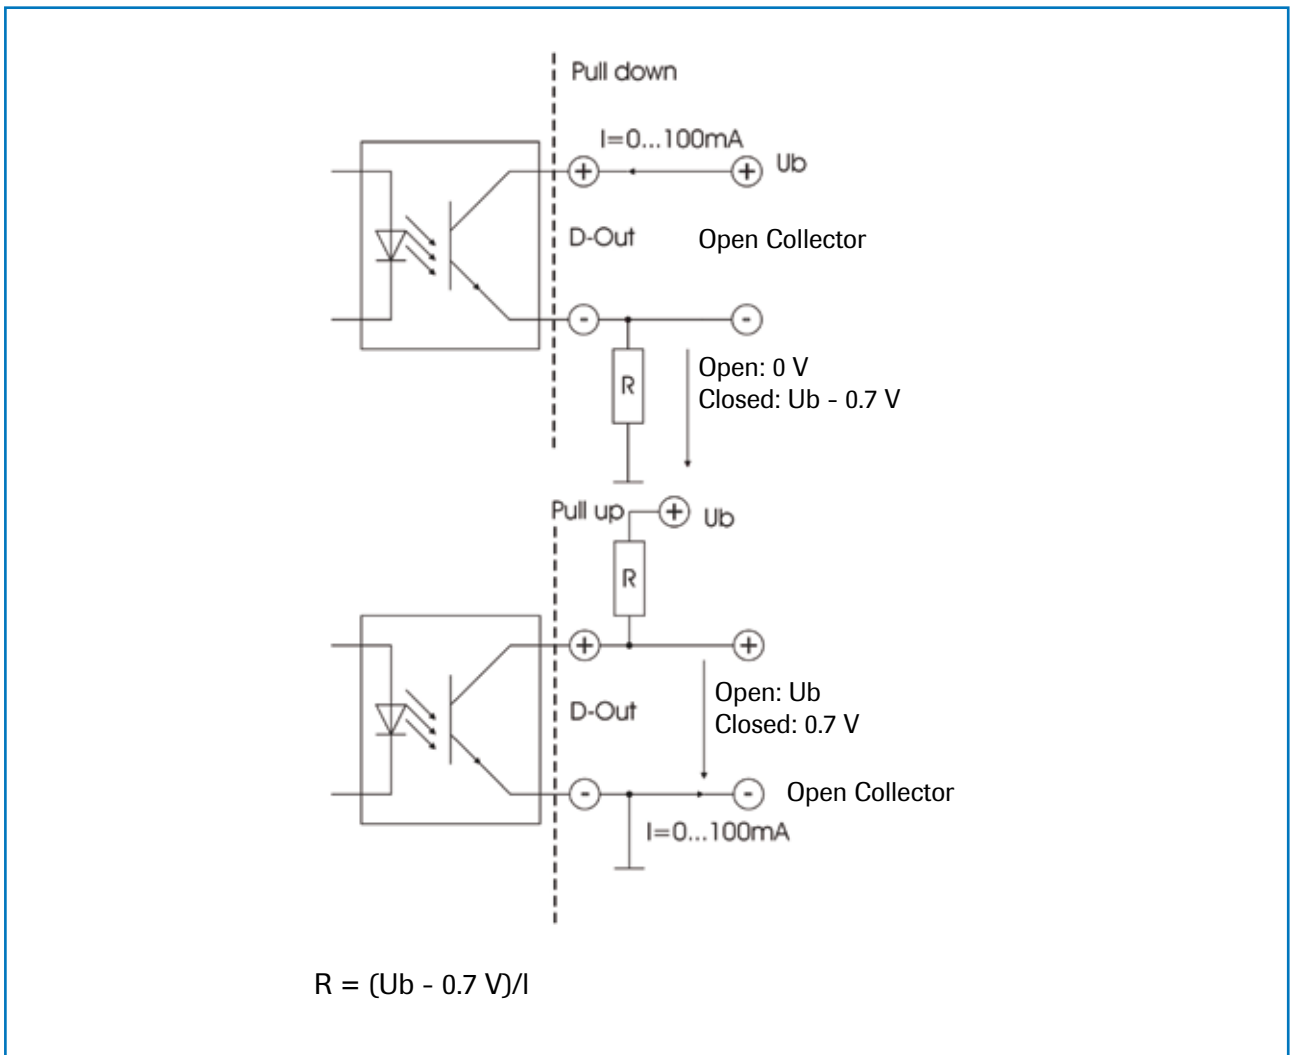 Pull down
I=0...100mA
+
+
Ub
D-Out
Open Collector
-
-
R
Open: 0 V
Closed: Ub - 0.7 V
Pull up
+
Ub
R
+
+
D-Out
Open: Ub
Closed: 0.7 V
-
-
Open Collector
I=0...100mA
R = (Ub - 0.7 V)/I